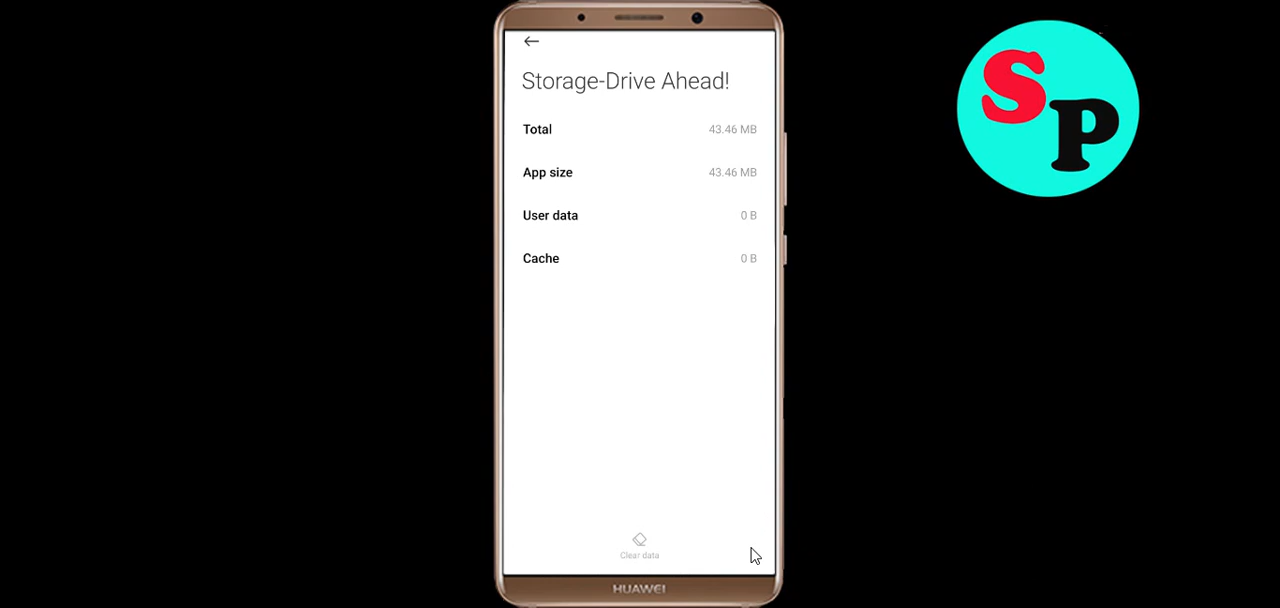 Storage-Drive Ahead!
Total 43.46 MB
App size 43.46 MB
User data 0 B
Cache 0 B
Clear data
HUAWEI
SP